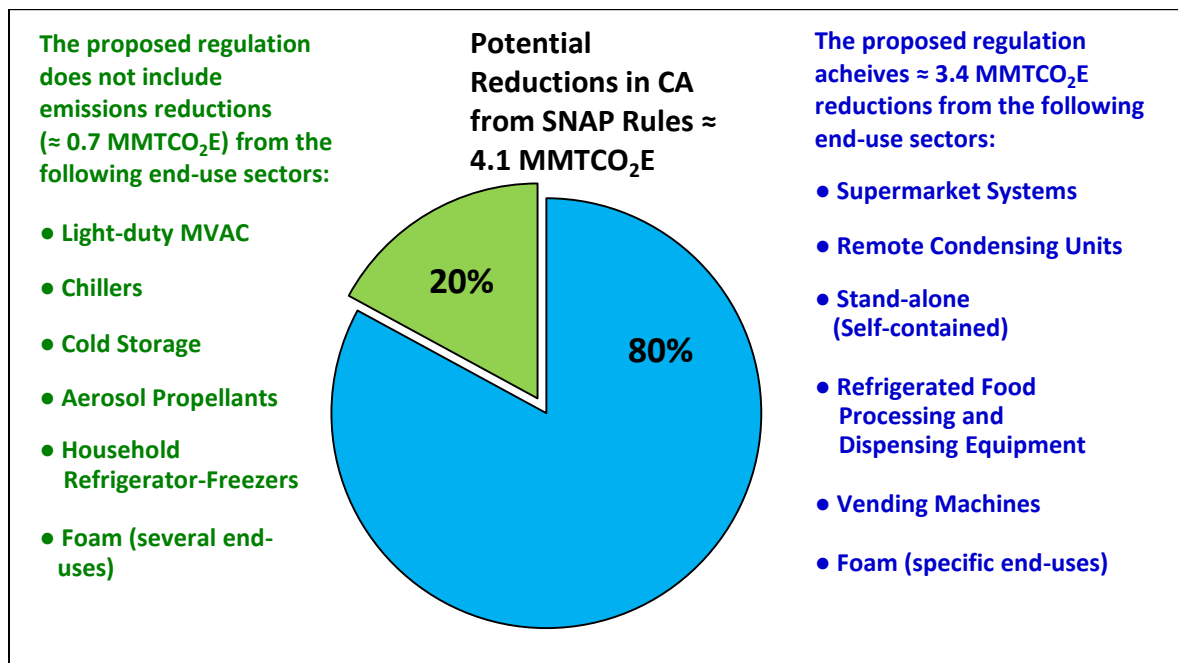 The proposed regulation
does not include
emissions reductions
(≈ 0.7 MMTCO₂E) from the
following end-use sectors:
● Light-duty MVAC
● Chillers
● Cold Storage
● Aerosol Propellants
● Household
Refrigerator-Freezers
● Foam (several end-
uses)
Potential
Reductions in CA
from SNAP Rules ≈
4.1 MMTCO₂E
20%
80%
The proposed regulation
acheives ≈ 3.4 MMTCO₂E
reductions from the following
end-use sectors:
● Supermarket Systems
● Remote Condensing Units
● Stand-alone
(Self-contained)
● Refrigerated Food
Processing and
Dispensing Equipment
● Vending Machines
● Foam (specific end-uses)